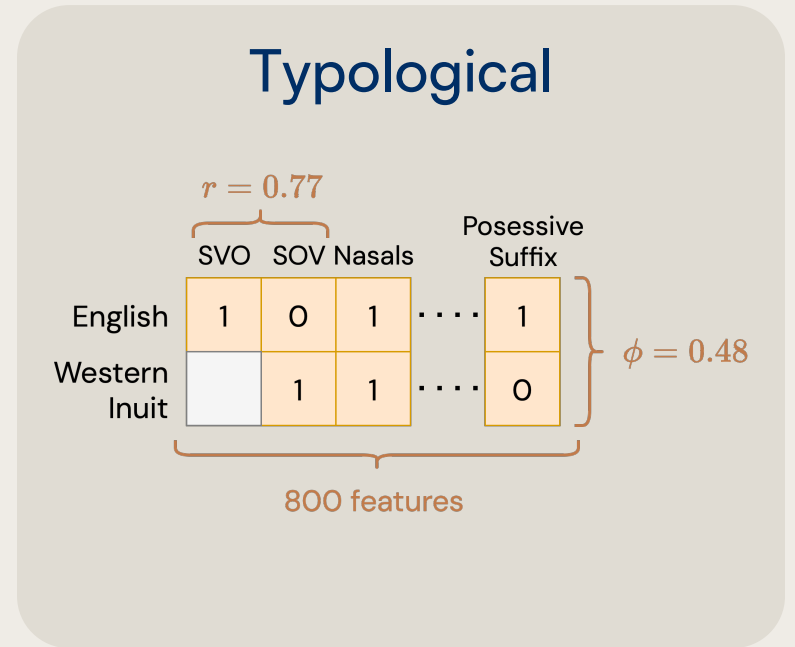 Typological
r = 0.77
Posessive
Suffix
SVO SOV Nasals
English 1 0 1 ···· 1
ϕ = 0.48
Western
Inuit
1 1 ···· 0
800 features